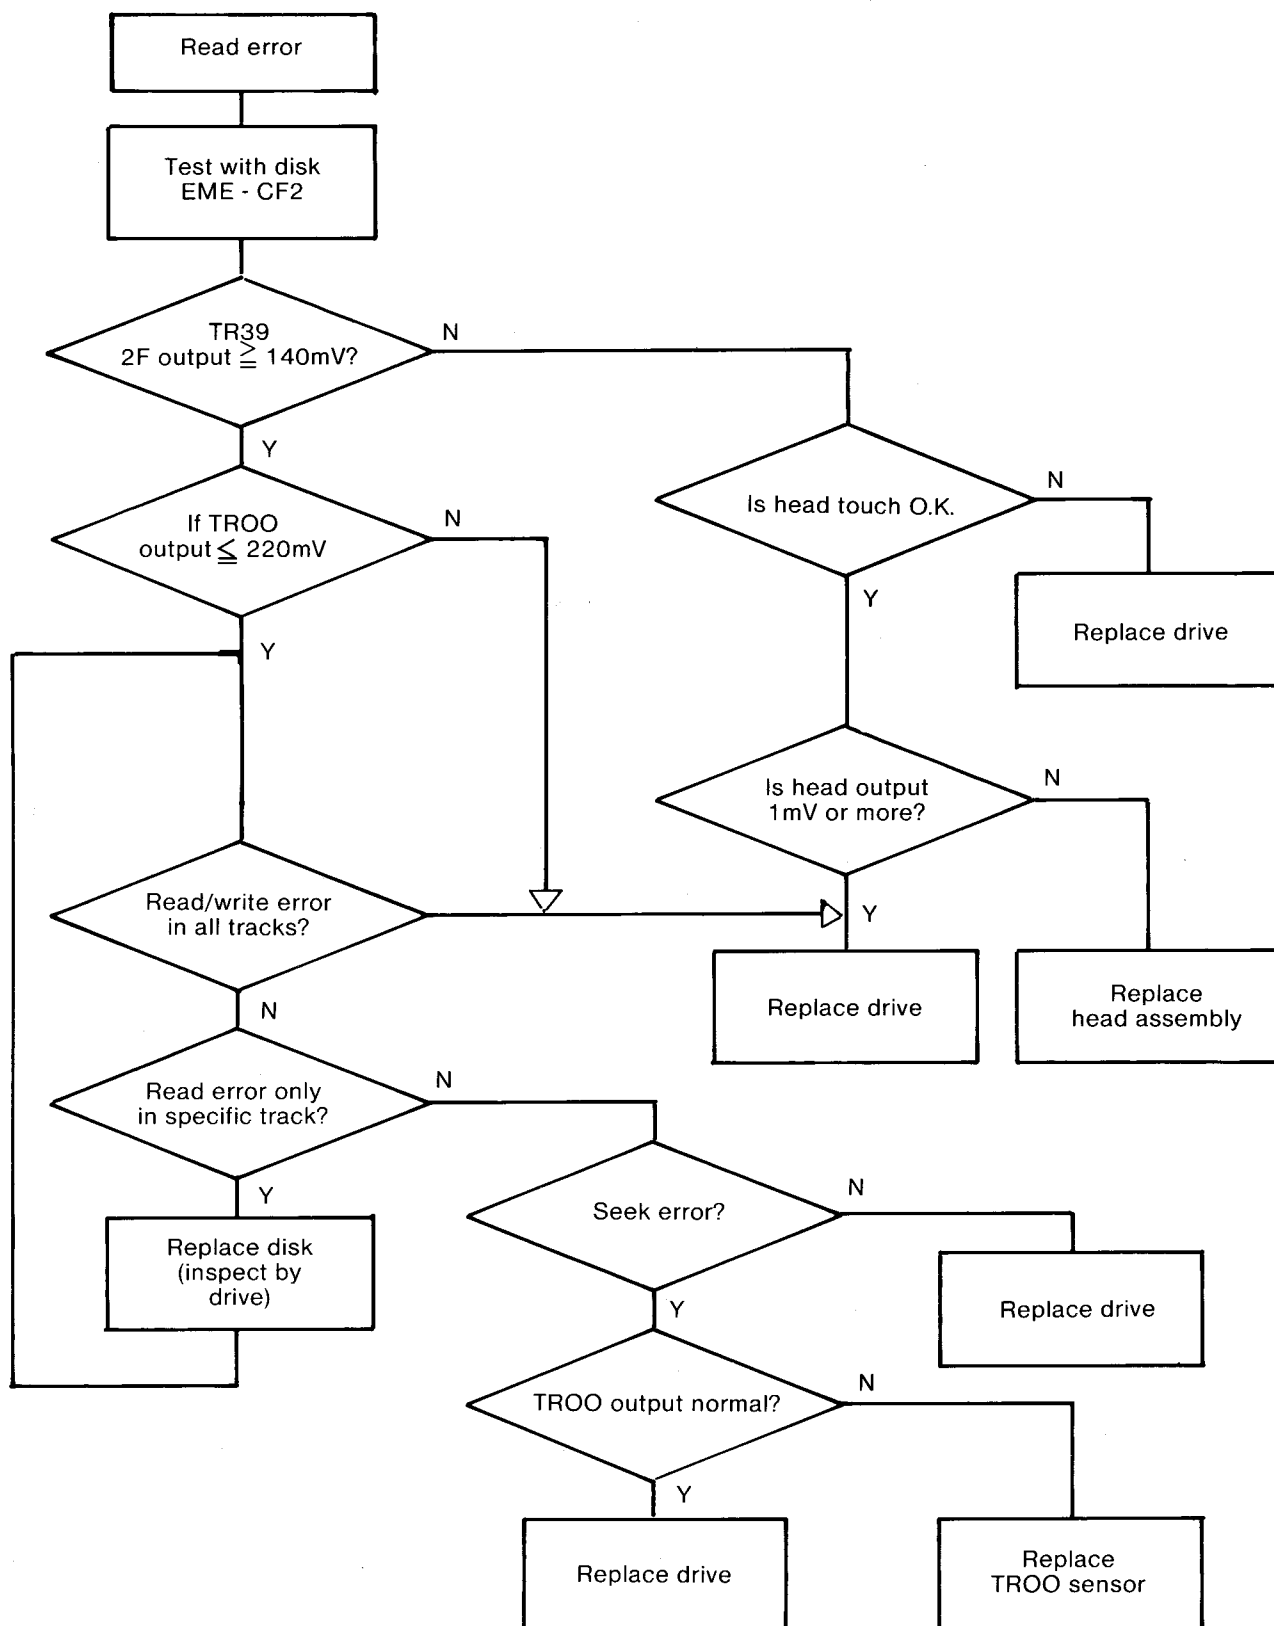 Read error
Test with disk
EME - CF2
TR39
2F output ≧ 140mV?
N
Y
If TROO
output ≦ 220mV
N
Y
Is head touch O.K.
N
Y
Replace drive
Is head output
1mV or more?
N
Y
Read/write error
in all tracks?
N
Replace drive
Replace
head assembly
Read error only
in specific track?
N
Y
Replace disk
(inspect by
drive)
Seek error?
N
Y
Replace drive
TROO output normal?
N
Y
Replace drive
Replace
TROO sensor